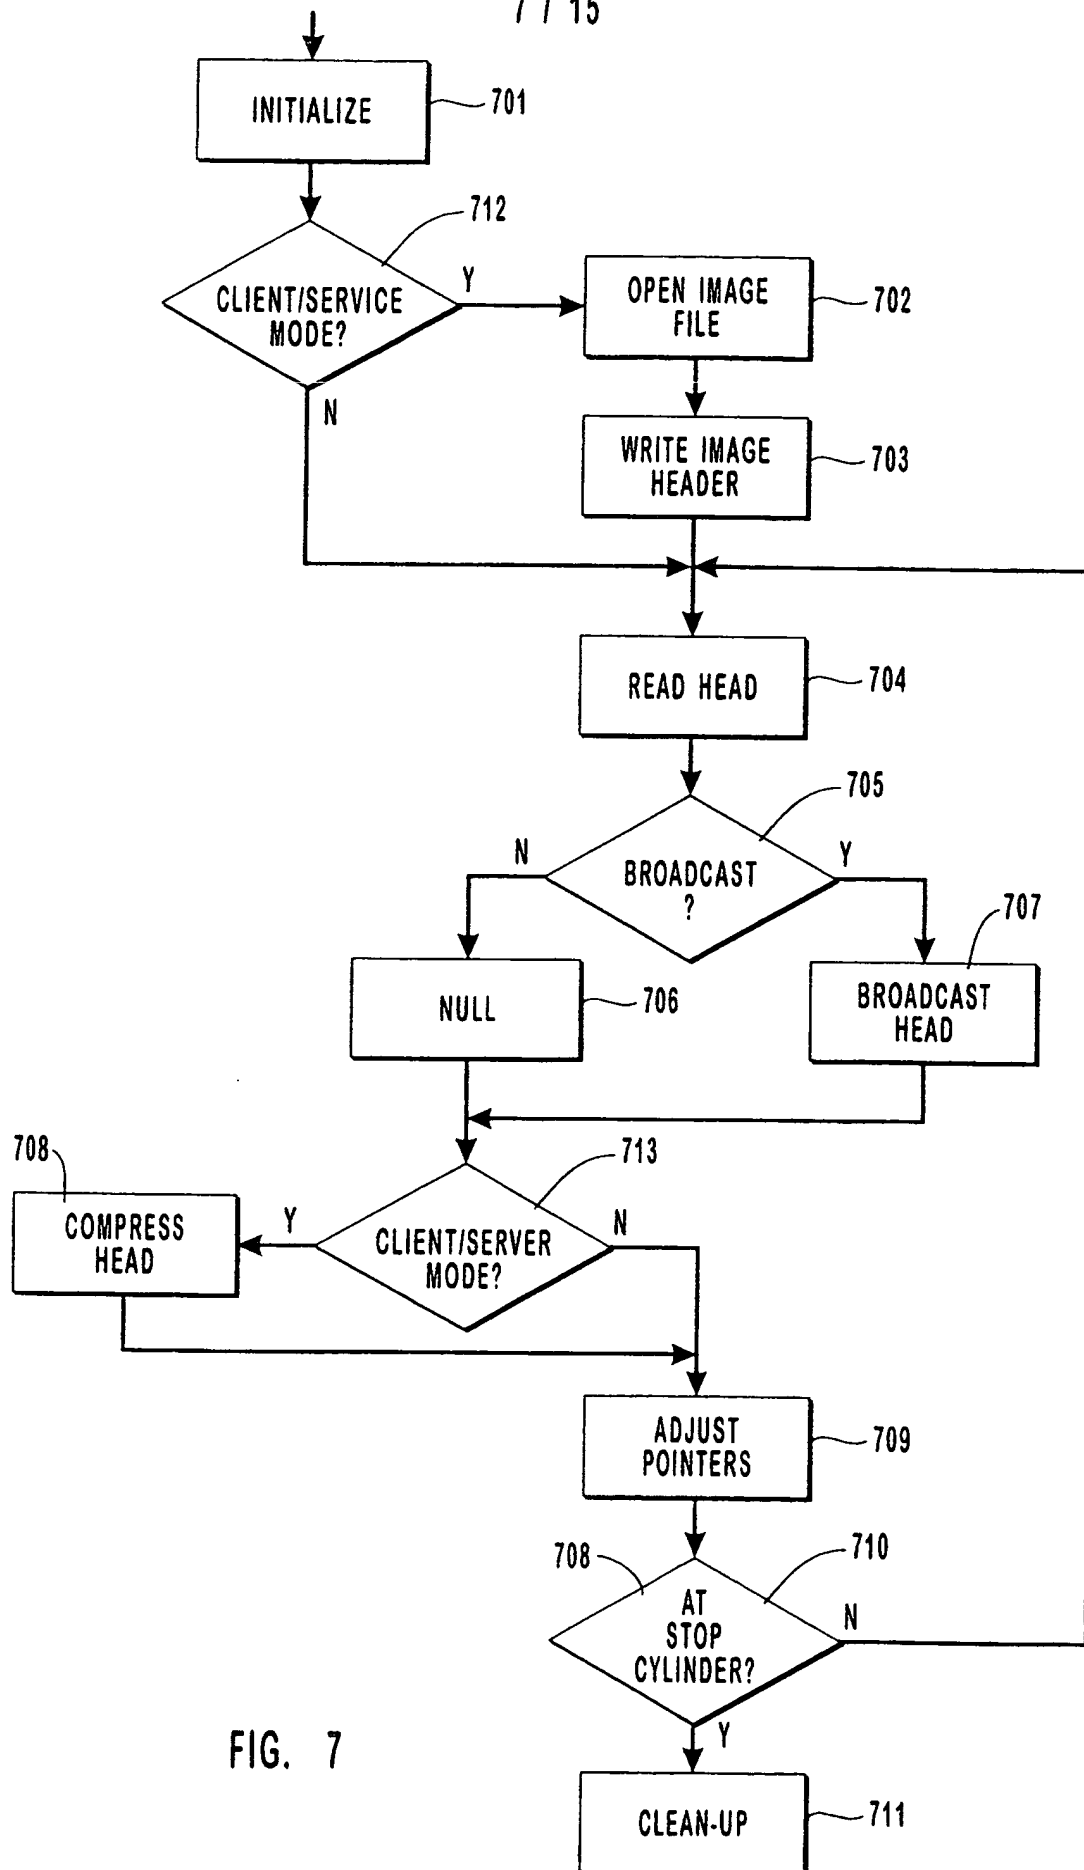 7 / 15
INITIALIZE
701
712
CLIENT/SERVICE
MODE?
Y
N
OPEN IMAGE
FILE
702
WRITE IMAGE
HEADER
703
READ HEAD
704
705
BROADCAST
?
N
Y
707
NULL
706
BROADCAST
HEAD
708
COMPRESS
HEAD
713
Y
CLIENT/SERVER
MODE?
N
ADJUST
POINTERS
709
708
710
AT
STOP
CYLINDER?
N
Y
FIG. 7
CLEAN-UP
711